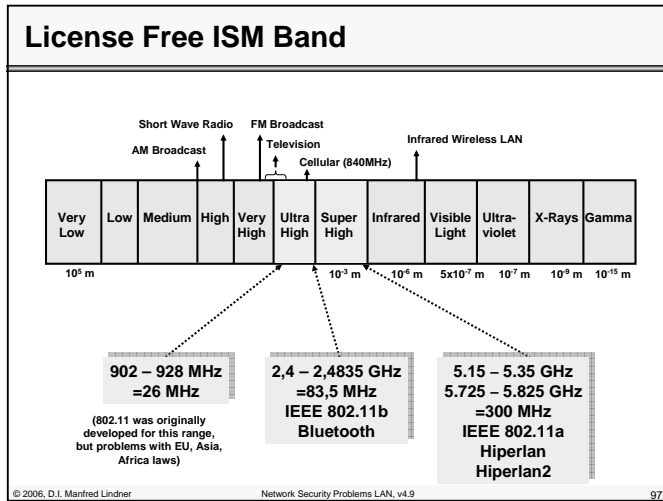 License Free ISM Band
Short Wave Radio
FM Broadcast
AM Broadcast
Television
Cellular (840MHz)
Infrared Wireless LAN
Very
Low
Low
Medium
High
Very
High
Ultra
High
Super
High
Infrared
Visible
Light
Ultra-
violet
X-Rays
Gamma
10⁵ m
10⁻³ m
10⁻⁶ m
5x10⁻⁷ m
10⁻⁷ m
10⁻⁹ m
10⁻¹⁵ m
902 – 928 MHz
=26 MHz
(802.11 was originally
developed for this range,
but problems with EU, Asia,
Africa laws)
2,4 – 2,4835 GHz
=83,5 MHz
IEEE 802.11b
Bluetooth
5.15 – 5.35 GHz
5.725 – 5.825 GHz
=300 MHz
IEEE 802.11a
Hiperlan
Hiperlan2
© 2006, D.I. Manfred Lindner
Network Security Problems LAN, v4.9
97